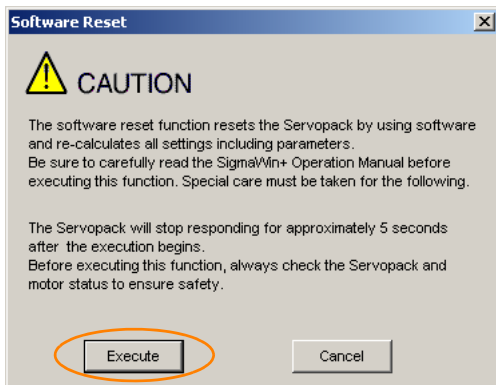 Software Reset
CAUTION
The software reset function resets the Servopack by using software
and re-calculates all settings including parameters.
Be sure to carefully read the SigmaWin+ Operation Manual before
executing this function. Special care must be taken for the following.
The Servopack will stop responding for approximately 5 seconds
after the execution begins.
Before executing this function, always check the Servopack and
motor status to ensure safety.
Execute
Cancel